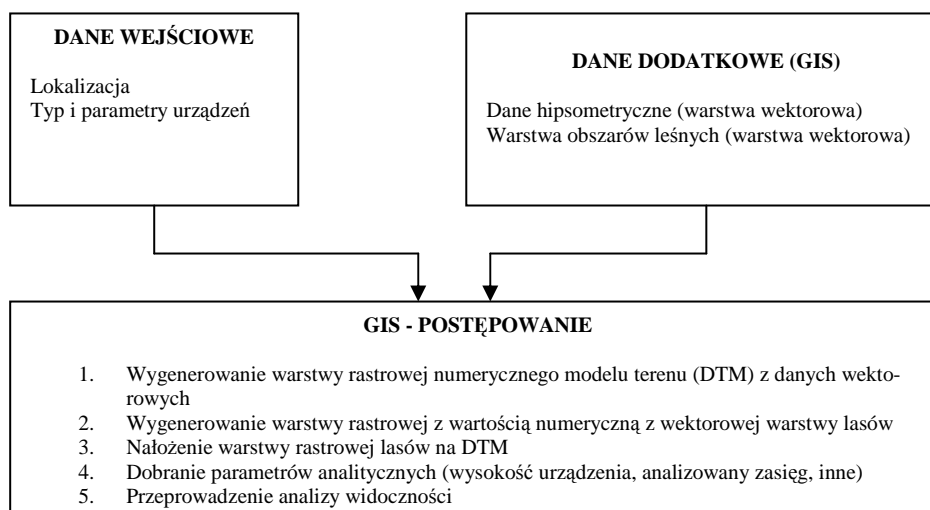 DANE WEJŚCIOWE
Lokalizacja
Typ i parametry urządzeń
DANE DODATKOWE (GIS)
Dane hipsometryczne (warstwa wektorowa)
Warstwa obszarów leśnych (warstwa wektorowa)
GIS - POSTĘPOWANIE
1. Wygenerowanie warstwy rastrowej numerycznego modelu terenu (DTM) z danych wekto-
rowych
2. Wygenerowanie warstwy rastrowej z wartością numeryczną z wektorowej warstwy lasów
3. Nałożenie warstwy rastrowej lasów na DTM
4. Dobranie parametrów analitycznych (wysokość urządzenia, analizowany zasięg, inne)
5. Przeprowadzenie analizy widoczności